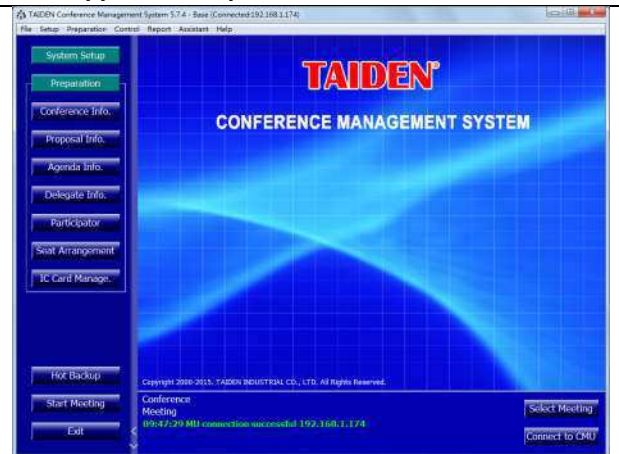 TAIDEN Conference Management System 5.7.4 - Base (Connected:192.168.1.174)
File Setup Preparation Control Report Assistant Help
System Setup
Preparation
Conference Info.
Proposal Info.
Agenda Info.
Delegate Info.
Participator
Seat Arrangement
IC Card Manage.
Hot Backup
Start Meeting
Exit
TAIDEN®
CONFERENCE MANAGEMENT SYSTEM
Copyright 2000-2015. TAIDEN INDUSTRIAL CO., LTD. All Rights Reserved.
Conference
Meeting
09:47:29 MU connection successful 192.168.1.174
Select Meeting
Connect to CMU